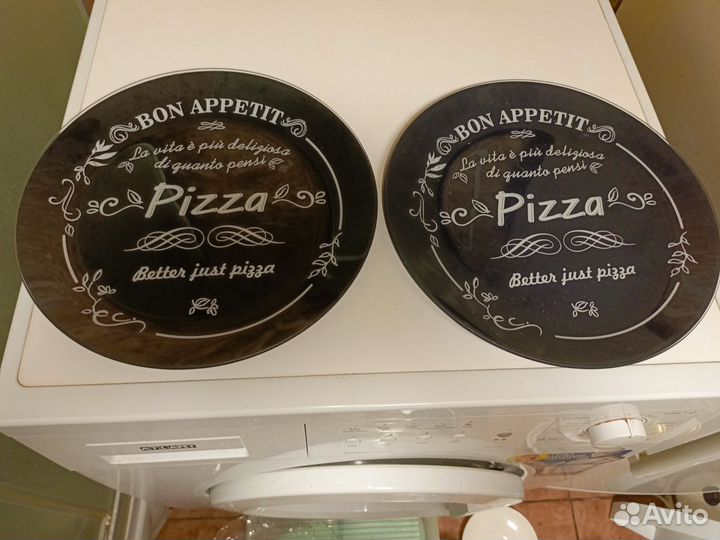 BON APPETIT
La vita è più deliziosa
di quanto pensi
Pizza
Better just pizza
BON APPETIT
La vita è più deliziosa
di quanto pensi
Pizza
Better just pizza
ATLANT
Avito